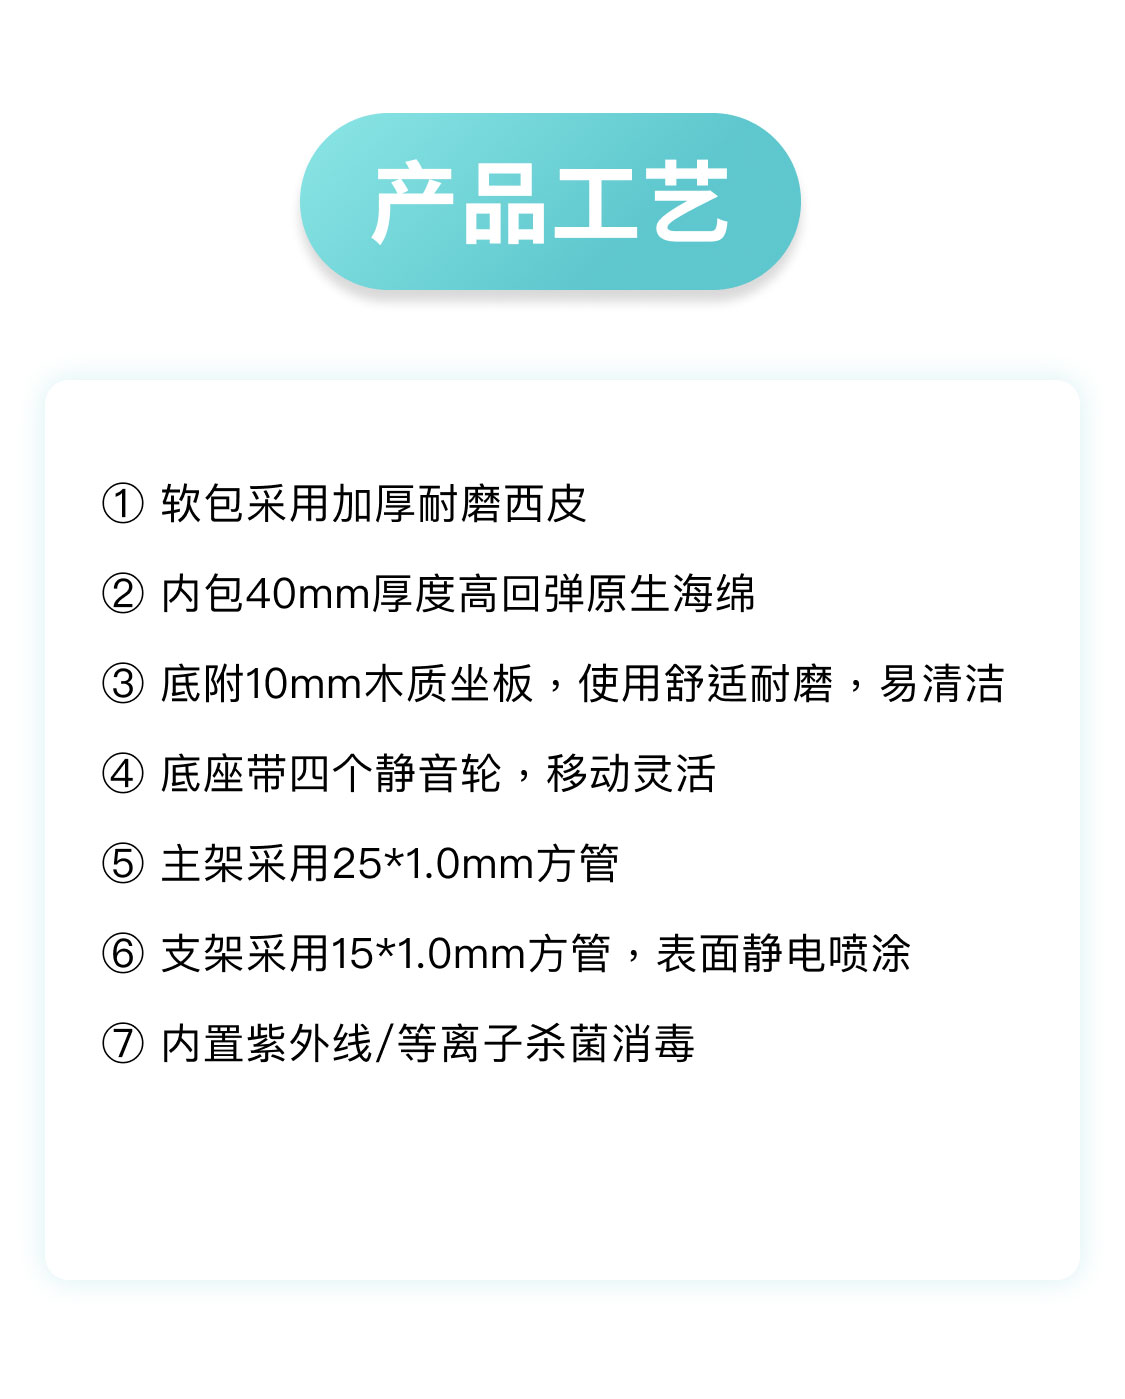 产品工艺
① 软包采用加厚耐磨西皮
② 内包40mm厚度高回弹原生海绵
③ 底附10mm木质坐板，使用舒适耐磨，易清洁
④ 底座带四个静音轮，移动灵活
⑤ 主架采用25*1.0mm方管
⑥ 支架采用15*1.0mm方管，表面静电喷涂
⑦ 内置紫外线/等离子杀菌消毒